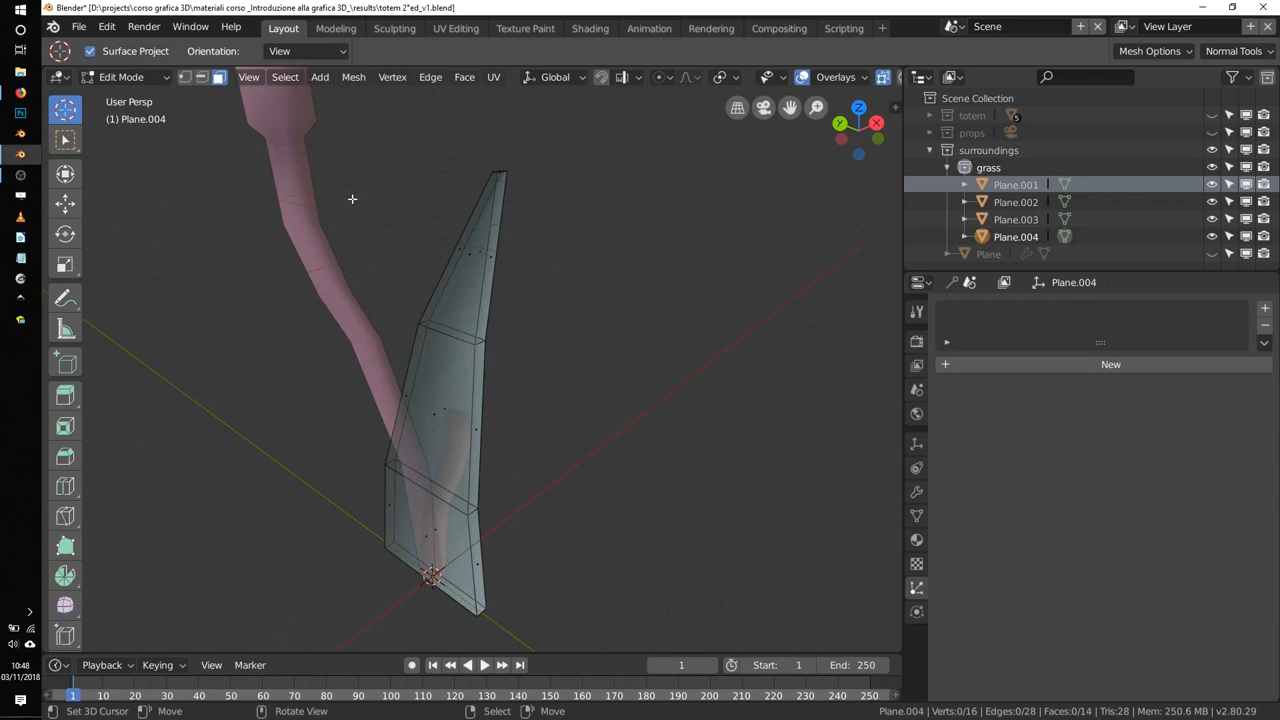 Blender* [D:\projects\corso grafica 3D\materiali corso _Introduzione alla grafica 3D_\results\totem 2°ed_v1.blend]
File Edit Render Window Help Layout Modeling Sculpting UV Editing Texture Paint Shading Animation Rendering Compositing Scripting Scene View Layer
Surface Project Orientation: View Mesh Options Normal Tools
Edit Mode View Select Add Mesh Vertex Edge Face UV Global Overlays
User Persp
(1) Plane.004
Z
Y X
Scene Collection
totem 5
props
surroundings
grass
Plane.001
Plane.002
Plane.003
Plane.004
Plane
Plane.004
New
Playback Keying View Marker 1 Start: 1 End: 250
1 10 20 30 40 50 60 70 80 90 100 110 120 130 140 150 160 170 180 190 200 210 220 230 240 250
10:48
03/11/2018
Set 3D Cursor Move Rotate View Select Move Plane.004 | Verts:0/16 | Edges:0/28 | Faces:0/14 | Tris:28 | Mem: 250.6 MB | v2.80.29